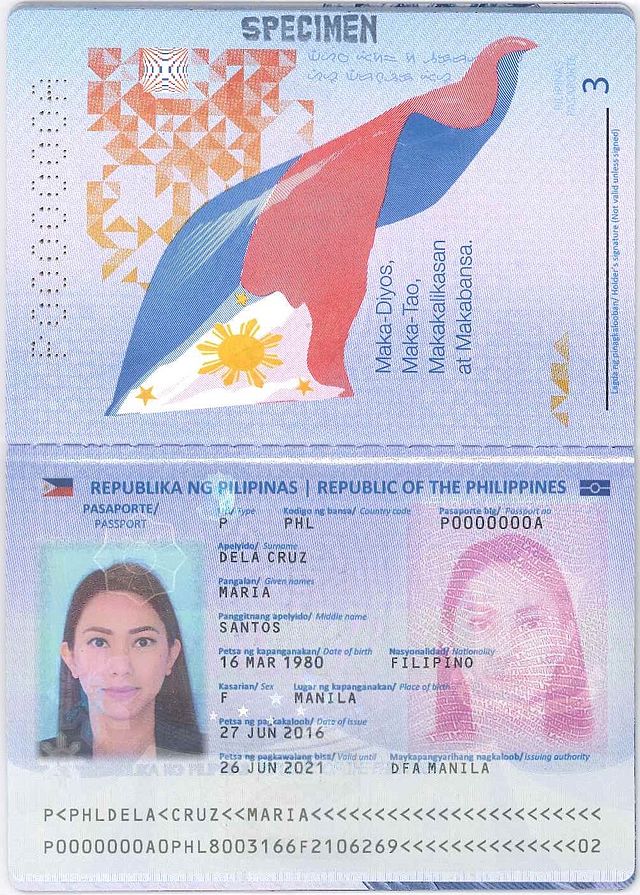 SPECIMEN
P0000000A
3
Maka-Diyos,
Maka-Tao,
Makakalikasan
at Makabansa.
Lagda ng pinagkalooban/ Holder's signature (Not valid unless signed)
REPUBLIKA NG PILIPINAS | REPUBLIC OF THE PHILIPPINES
PASAPORTE/
PASSPORT
Type Kodigo ng bansa/ Country code Pasaporte blg/ Passport no
P PHL P0000000A
Apelyido/ Surname
DELA CRUZ
Pangalan/ Given names
MARIA
Panggitnang apelyido/ Middle name
SANTOS
Petsa ng kapanganakan/ Date of birth Nasyonalidad/ Nationality
16 MAR 1980 FILIPINO
Kasarian/ Sex Lugar ng kapanganakan/ Place of birth
F MANILA
Petsa ng pagkakaloob/ Date of issue
27 JUN 2016
Petsa ng pagkawalang bisa/ Valid until Maykapangyarihang nagkaloob/ Issuing authority
26 JUN 2021 DFA MANILA
P<PHLDELA<CRUZ<<MARIA<<<<<<<<<<<<<<<<<<<<<<<
P0000000A0PHL8003166F2106269<<<<<<<<<<<<<<02